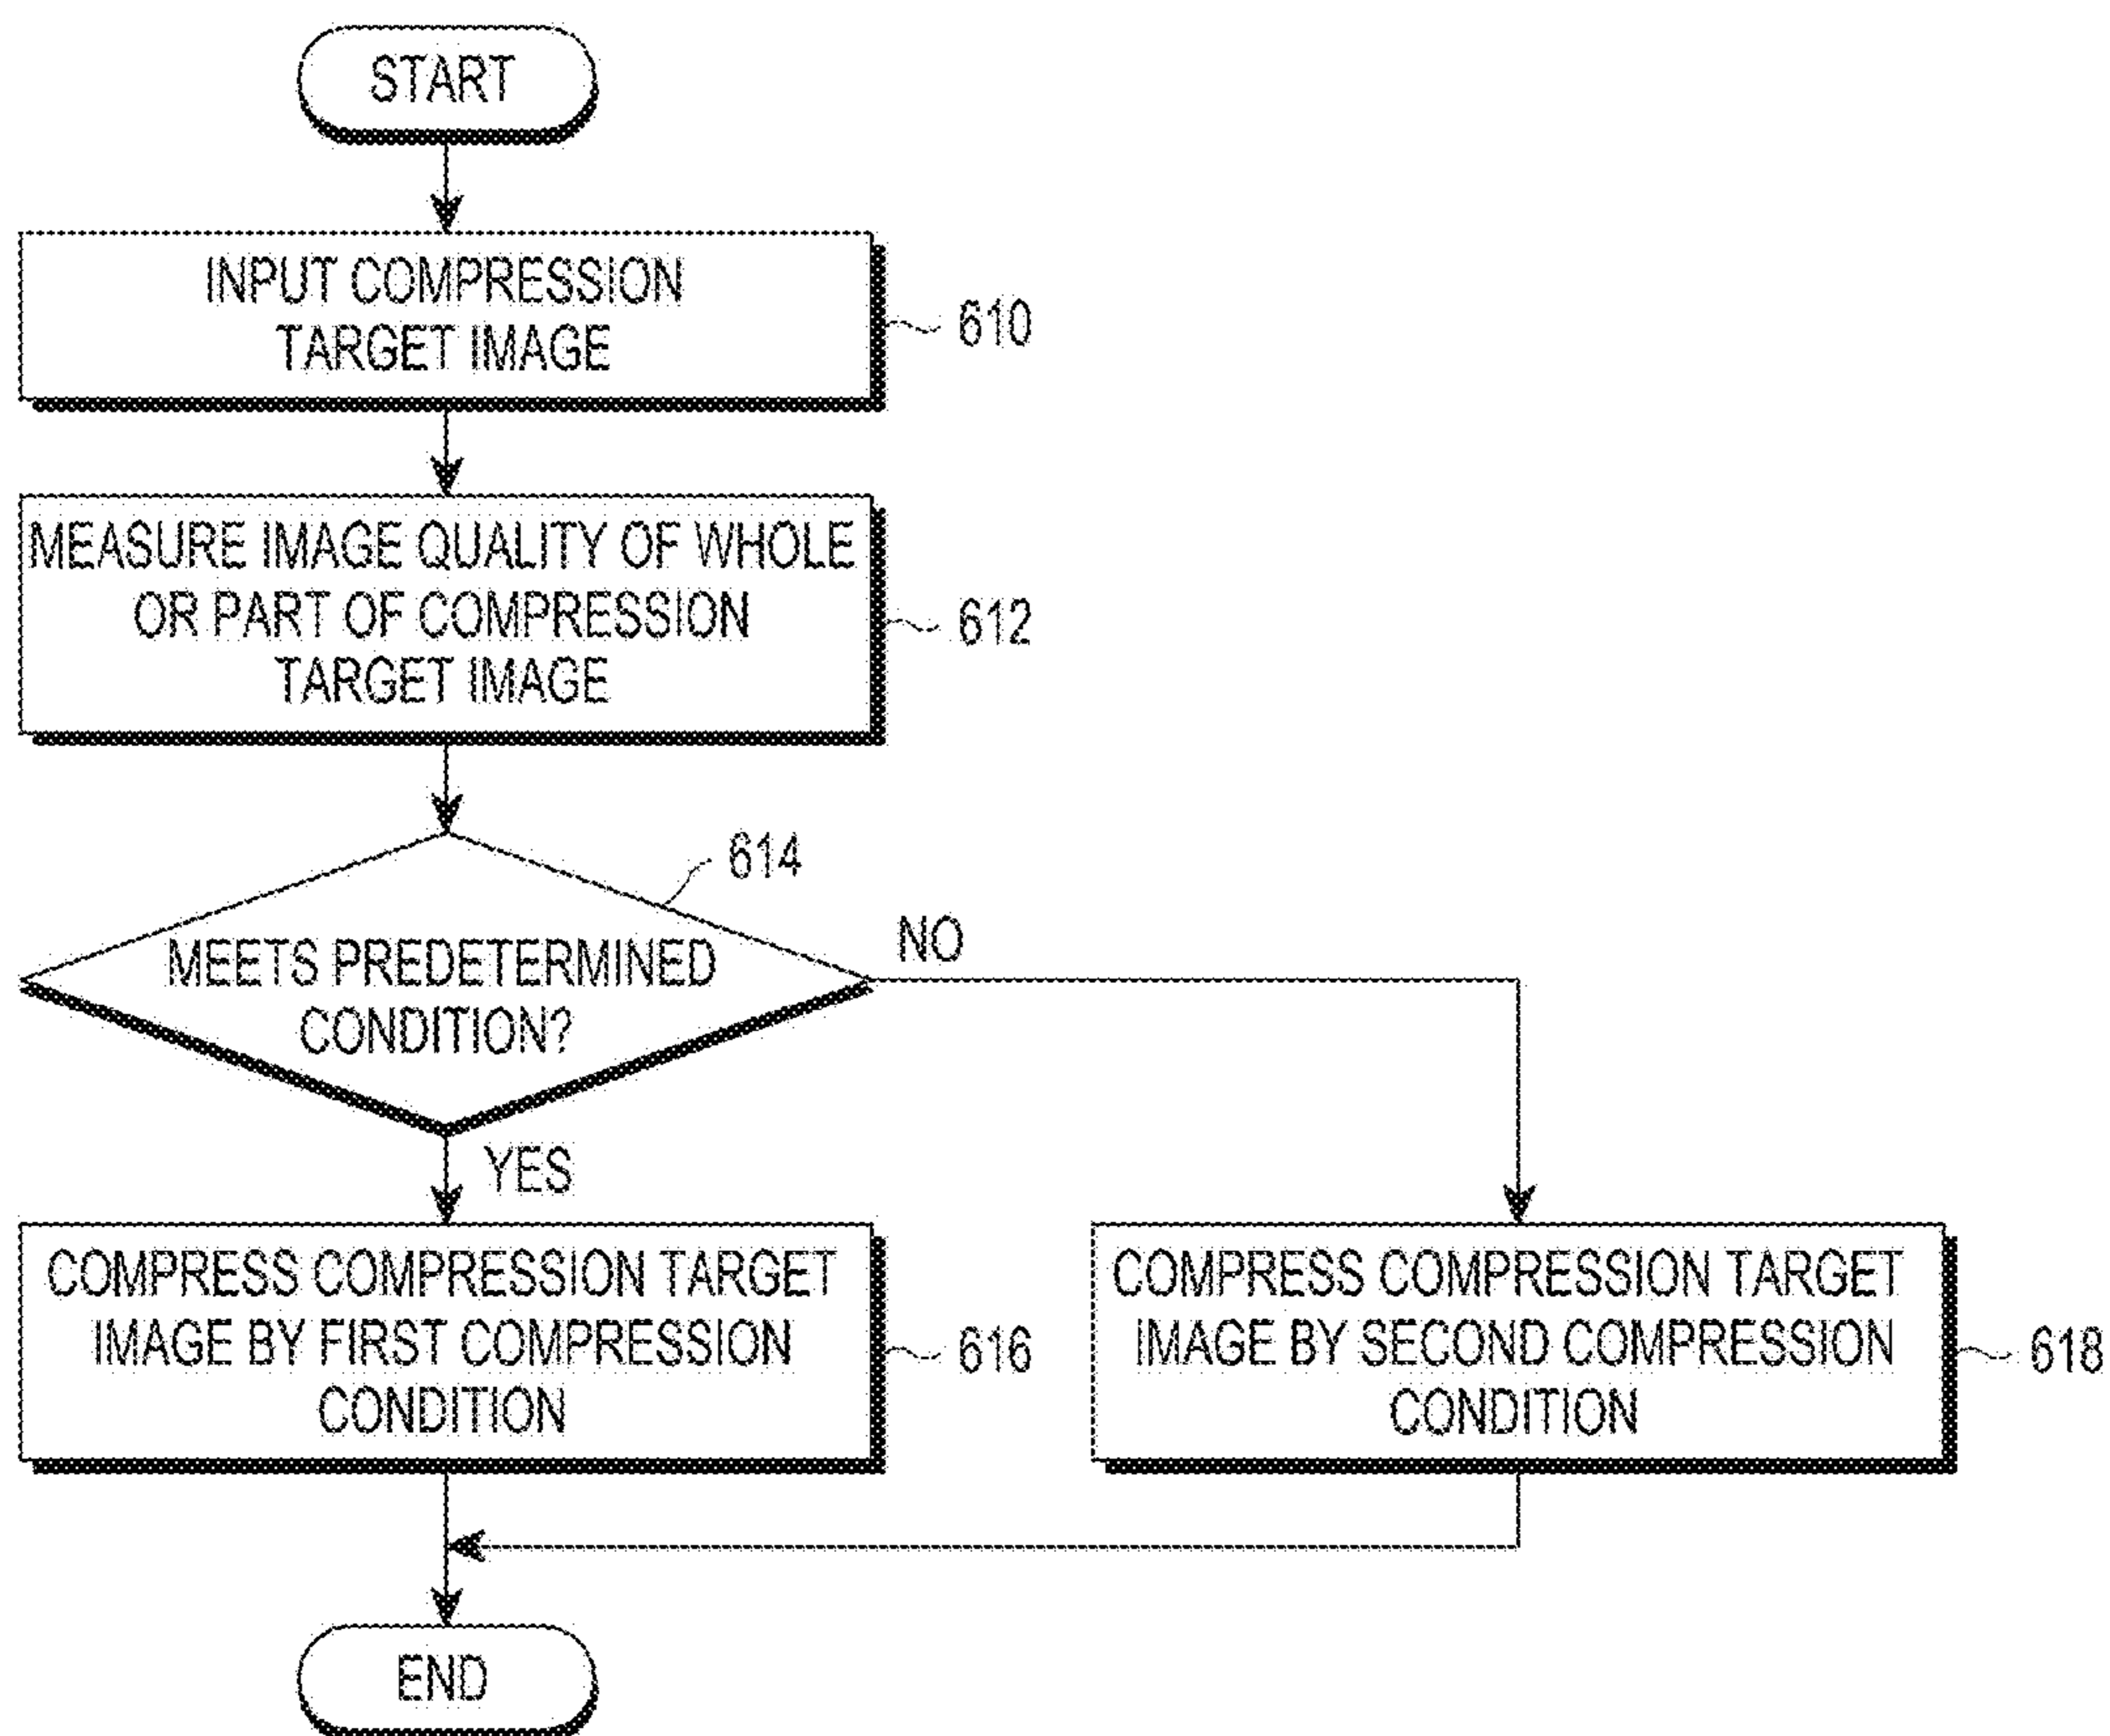 START
INPUT COMPRESSION
TARGET IMAGE
610
MEASURE IMAGE QUALITY OF WHOLE
OR PART OF COMPRESSION
TARGET IMAGE
612
614
MEETS PREDETERMINED
CONDITION?
NO
YES
COMPRESS COMPRESSION TARGET
IMAGE BY FIRST COMPRESSION
CONDITION
616
COMPRESS COMPRESSION TARGET
IMAGE BY SECOND COMPRESSION
CONDITION
618
END